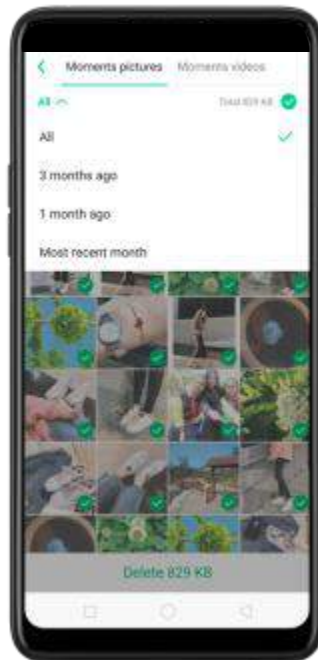 Moments pictures Moments videos
All Total 829 KB
All
3 months ago
1 month ago
Most recent month
Delete 829 KB